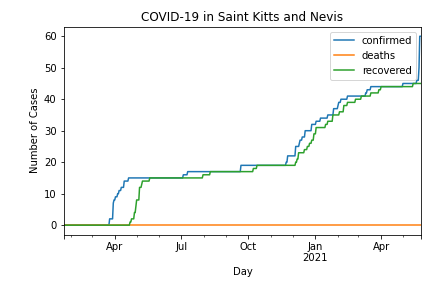 COVID-19 in Saint Kitts and Nevis
confirmed
deaths
recovered
60
50
40
30
20
10
0
Number of Cases
Apr
Jul
Oct
Jan
2021
Apr
Day